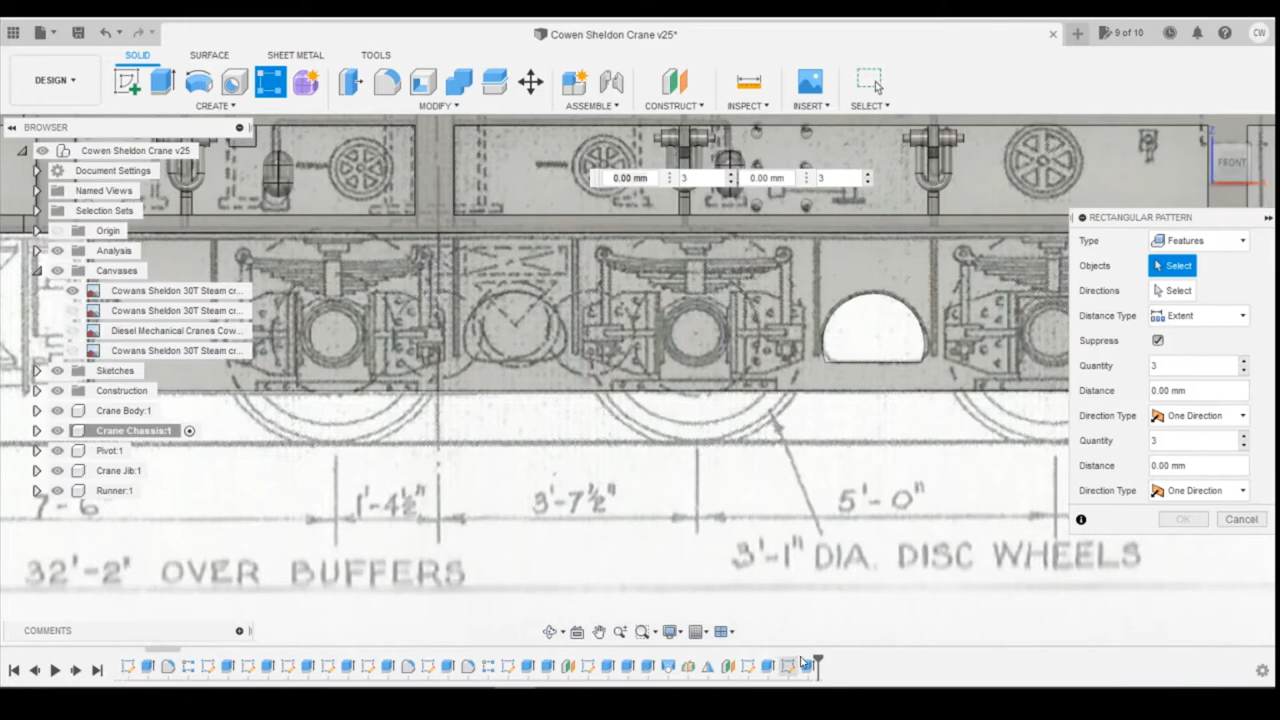 Cowen Sheldon Crane v25*
9 of 10
CW
DESIGN
SOLID
SURFACE
SHEET METAL
TOOLS
CREATE
MODIFY
ASSEMBLE
CONSTRUCT
INSPECT
INSERT
SELECT
BROWSER
Cowen Sheldon Crane v25
Document Settings
Named Views
Selection Sets
Origin
Analysis
Canvases
Cowans Sheldon 30T Steam cr...
Cowans Sheldon 30T Steam cr...
Diesel Mechanical Cranes Cow...
Cowans Sheldon 30T Steam cr...
Sketches
Construction
Crane Body:1
Crane Chassis:1
Pivot:1
Crane Jib:1
Runner:1
0.00 mm
3
0.00 mm
3
Z
FRONT
RECTANGULAR PATTERN
Type Features
Objects Select
Directions Select
Distance Type Extent
Suppress
Quantity 3
Distance 0.00 mm
Direction Type One Direction
Quantity 3
Distance 0.00 mm
Direction Type One Direction
OK Cancel
7-6
1'-4½"
3'-7½"
5'-0"
32'-2' OVER BUFFERS
3'-1" DIA. DISC WHEELS
COMMENTS